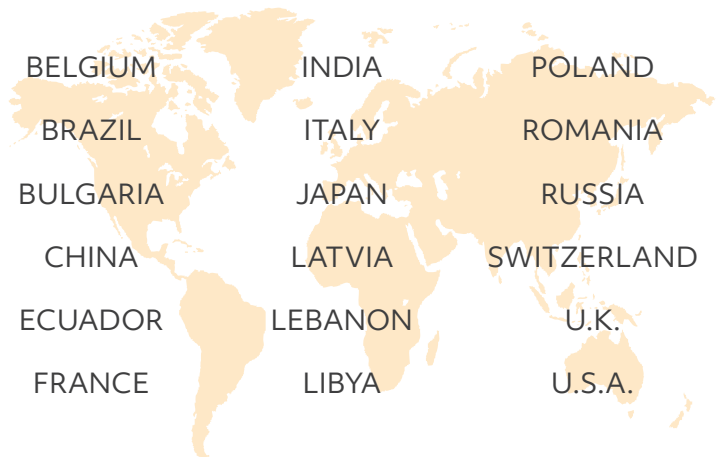 BELGIUM
BRAZIL
BULGARIA
CHINA
ECUADOR
FRANCE
INDIA
ITALY
JAPAN
LATVIA
LEBANON
LIBYA
POLAND
ROMANIA
RUSSIA
SWITZERLAND
U.K.
U.S.A.